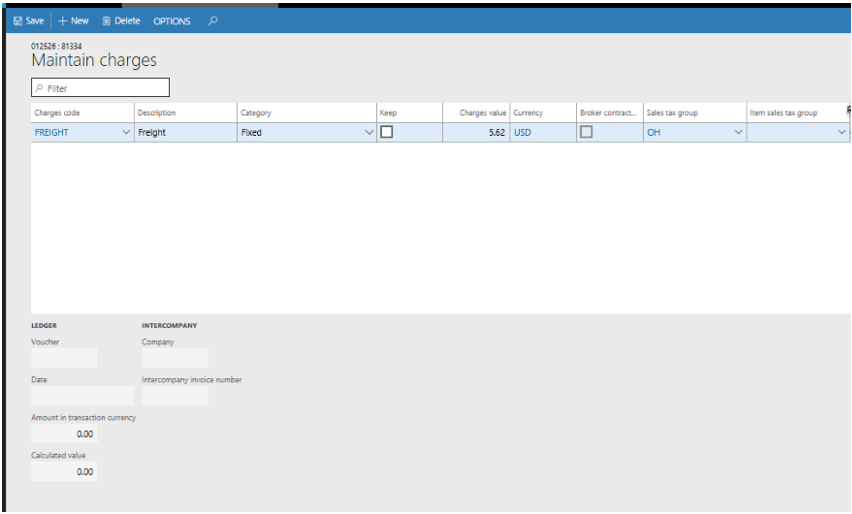 Save New Delete OPTIONS
012526 : 81334
Maintain charges
Filter
Charges code Description Category Keep Charges value Currency Broker contract... Sales tax group Item sales tax group
FREIGHT Freight Fixed 5.62 USD OH
LEDGER INTERCOMPANY
Voucher Company
Date Intercompany invoice number
Amount in transaction currency
0.00
Calculated value
0.00